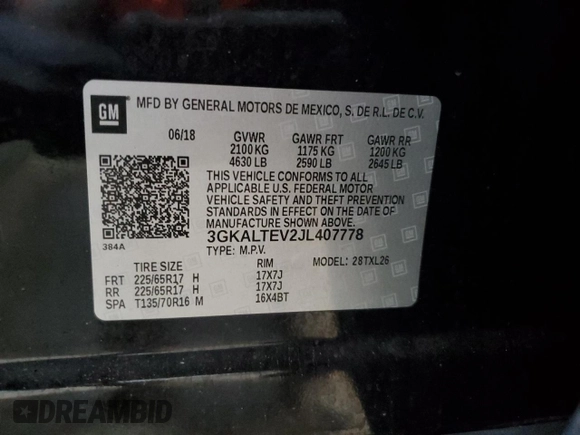 GM
MFD BY GENERAL MOTORS DE MEXICO, S. DE R.L. DE C.V.
06/18 GVWR GAWR FRT GAWR RR
2100 KG 1175 KG 1200 KG
4630 LB 2590 LB 2645 LB
THIS VEHICLE CONFORMS TO ALL
APPLICABLE U.S. FEDERAL MOTOR
VEHICLE SAFETY AND THEFT PREVENTION
STANDARDS IN EFFECT ON THE DATE OF
MANUFACTURE SHOWN ABOVE.
384A 3GKALTEV2JL407778
TYPE: M.P.V.
TIRE SIZE RIM 28TXL26
FRT 225/65R17 H 17X7J
RR 225/65R17 H 17X7J
SPA T135/70R16 M 16X4BT
DREAMBID